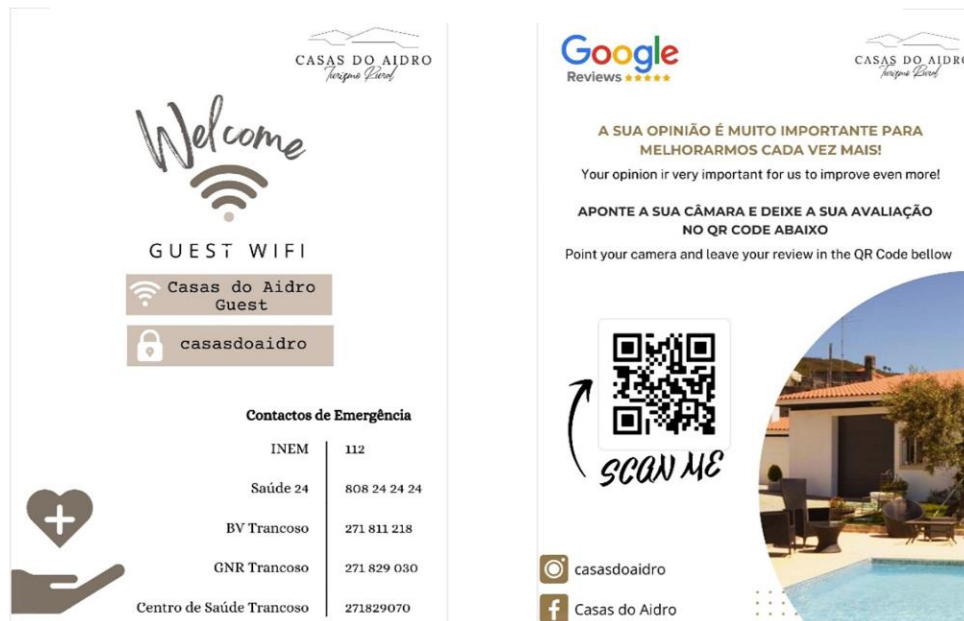 CASAS DO AIDRO
Turismo Rural
Welcome
GUEST WIFI
Casas do Aidro
Guest
casasdoaidro
Contactos de Emergência
INEM 112
Saúde 24 808 24 24 24
BV Trancoso 271 811 218
GNR Trancoso 271 829 030
Centro de Saúde Trancoso 271829070
Google
Reviews
CASAS DO AIDRO
Turismo Rural
A SUA OPINIÃO É MUITO IMPORTANTE PARA
MELHORARMOS CADA VEZ MAIS!
Your opinion ir very important for us to improve even more!
APONTE A SUA CÂMARA E DEIXE A SUA AVALIAÇÃO
NO QR CODE ABAIXO
Point your camera and leave your review in the QR Code bellow
SCAN ME
casasdoaidro
Casas do Aidro